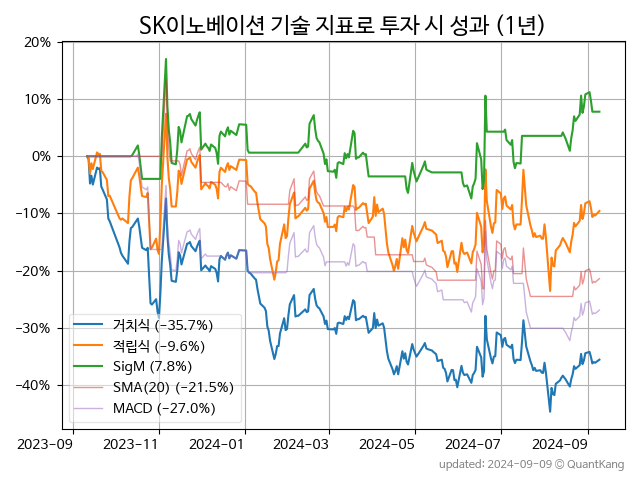 SK이노베이션 기술 지표로 투자 시 성과 (1년)
20%
10%
0%
−10%
−20%
−30%
−40%
거치식 (−35.7%)
적립식 (−9.6%)
SigM (7.8%)
SMA(20) (−21.5%)
MACD (−27.0%)
2023-09 2023-11 2024-01 2024-03 2024-05 2024-07 2024-09
updated: 2024-09-09 © QuantKang